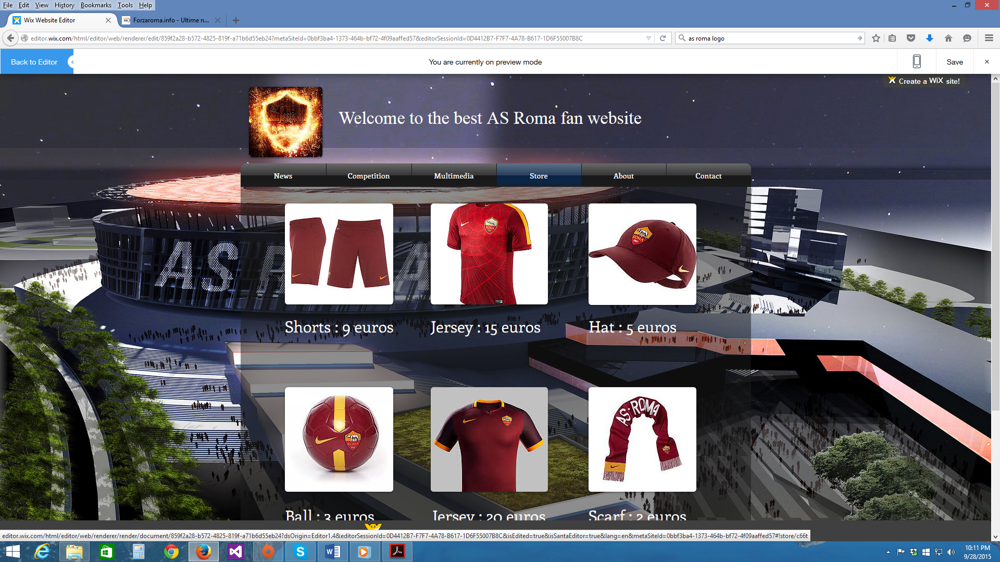 File Edit View History Bookmarks Tools Help
Wix Website Editor
Forzaroma.info - Ultime n...
editor.wix.com/html/editor/web/renderer/edit/859f2a28-b572-4825-819f-a71b6d55eb24?metaSiteId=0bbf3ba4-1373-464b-bf72-4f09aaffed57&editorSessionId=0D4412B7-F7F7-4A78-B617-1D6F55007B8C
as roma logo
Back to Editor
You are currently on preview mode
Save
Create a WiX site!
Welcome to the best AS Roma fan website
News Competition Multimedia Store About Contact
AS ROMA
Shorts : 9 euros
Jersey : 15 euros
Hat : 5 euros
AS-ROMA
Ball : 3 euros
Jersey : 20 euros
Scarf : 2 euros
editor.wix.com/html/editor/web/renderer/render/document/859f2a28-b572-4825-819f-a71b6d55eb24?dsOrigin=Editor1.4&editorSessionId=0D4412B7-F7F7-4A78-B617-1D6F55007B8C&isEdited=true&isSantaEditor=true&lang=en&metaSiteId=0bbf3ba4-1373-464b-bf72-4f09aaffed57#!store/c66t
10:11 PM
9/28/2015